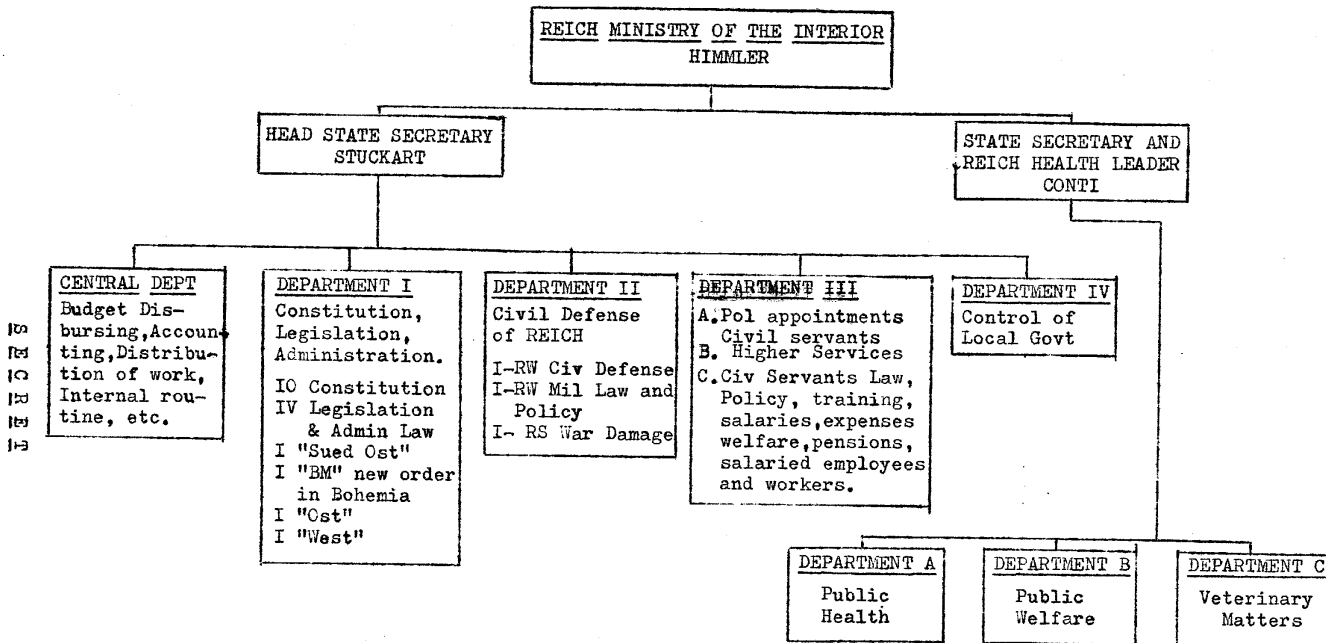 REICH MINISTRY OF THE INTERIOR
HIMMLER
HEAD STATE SECRETARY
STUCKART
STATE SECRETARY AND
REICH HEALTH LEADER
CONTI
CENTRAL DEPT
Budget Dis-
bursing,Accoun-
ting,Distribu-
tion of work,
Internal rou-
tine, etc.
DEPARTMENT I
Constitution,
Legislation,
Administration.
IO Constitution
IV Legislation
& Admin Law
I "Sued Ost"
I "BM" new order
in Bohemia
I "Ost"
I "West"
DEPARTMENT II
Civil Defense
of REICH
I-RW Civ Defense
I-RW Mil Law and
Policy
I- RS War Damage
DEPARTMENT III
A.Pol appointments
Civil servants
B. Higher Services
C.Civ Servants Law,
Policy, training,
salaries,expenses
welfare,pensions,
salaried employees
and workers.
DEPARTMENT IV
Control of
Local Govt
DEPARTMENT A
Public
Health
DEPARTMENT B
Public
Welfare
DEPARTMENT C
Veterinary
Matters
SECRET